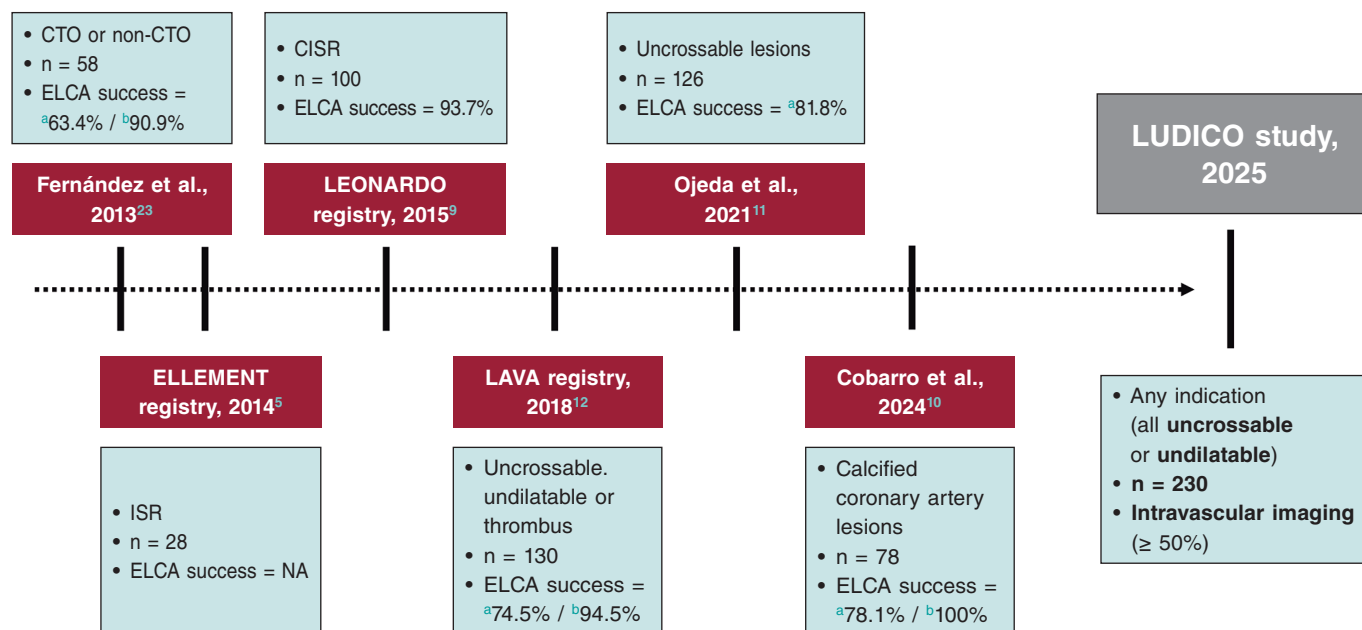 • CTO or non-CTO
• n = 58
• ELCA success =
a63.4% / b90.9%
Fernández et al.,
201323
• CISR
• n = 100
• ELCA success = 93.7%
LEONARDO
registry, 20159
• Uncrossable lesions
• n = 126
• ELCA success = a81.8%
Ojeda et al.,
202111
LUDICO study,
2025
ELLEMENT
registry, 20145
• ISR
• n = 28
• ELCA success = NA
LAVA registry,
201812
• Uncrossable.
undilatable or
thrombus
• n = 130
• ELCA success =
a74.5% / b94.5%
Cobarro et al.,
202410
• Calcified
coronary artery
lesions
• n = 78
• ELCA success =
a78.1% / b100%
• Any indication
(all uncrossable
or undilatable)
• n = 230
• Intravascular imaging
(≥ 50%)